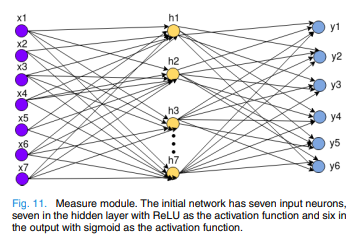 x1 h1 y1
x2 y2
x3 h2 y3
x4 y4
x5 h3 y5
x6 y6
x7 h7
Fig. 11. Measure module. The initial network has seven input neurons,
seven in the hidden layer with ReLU as the activation function and six in
the output with sigmoid as the activation function.